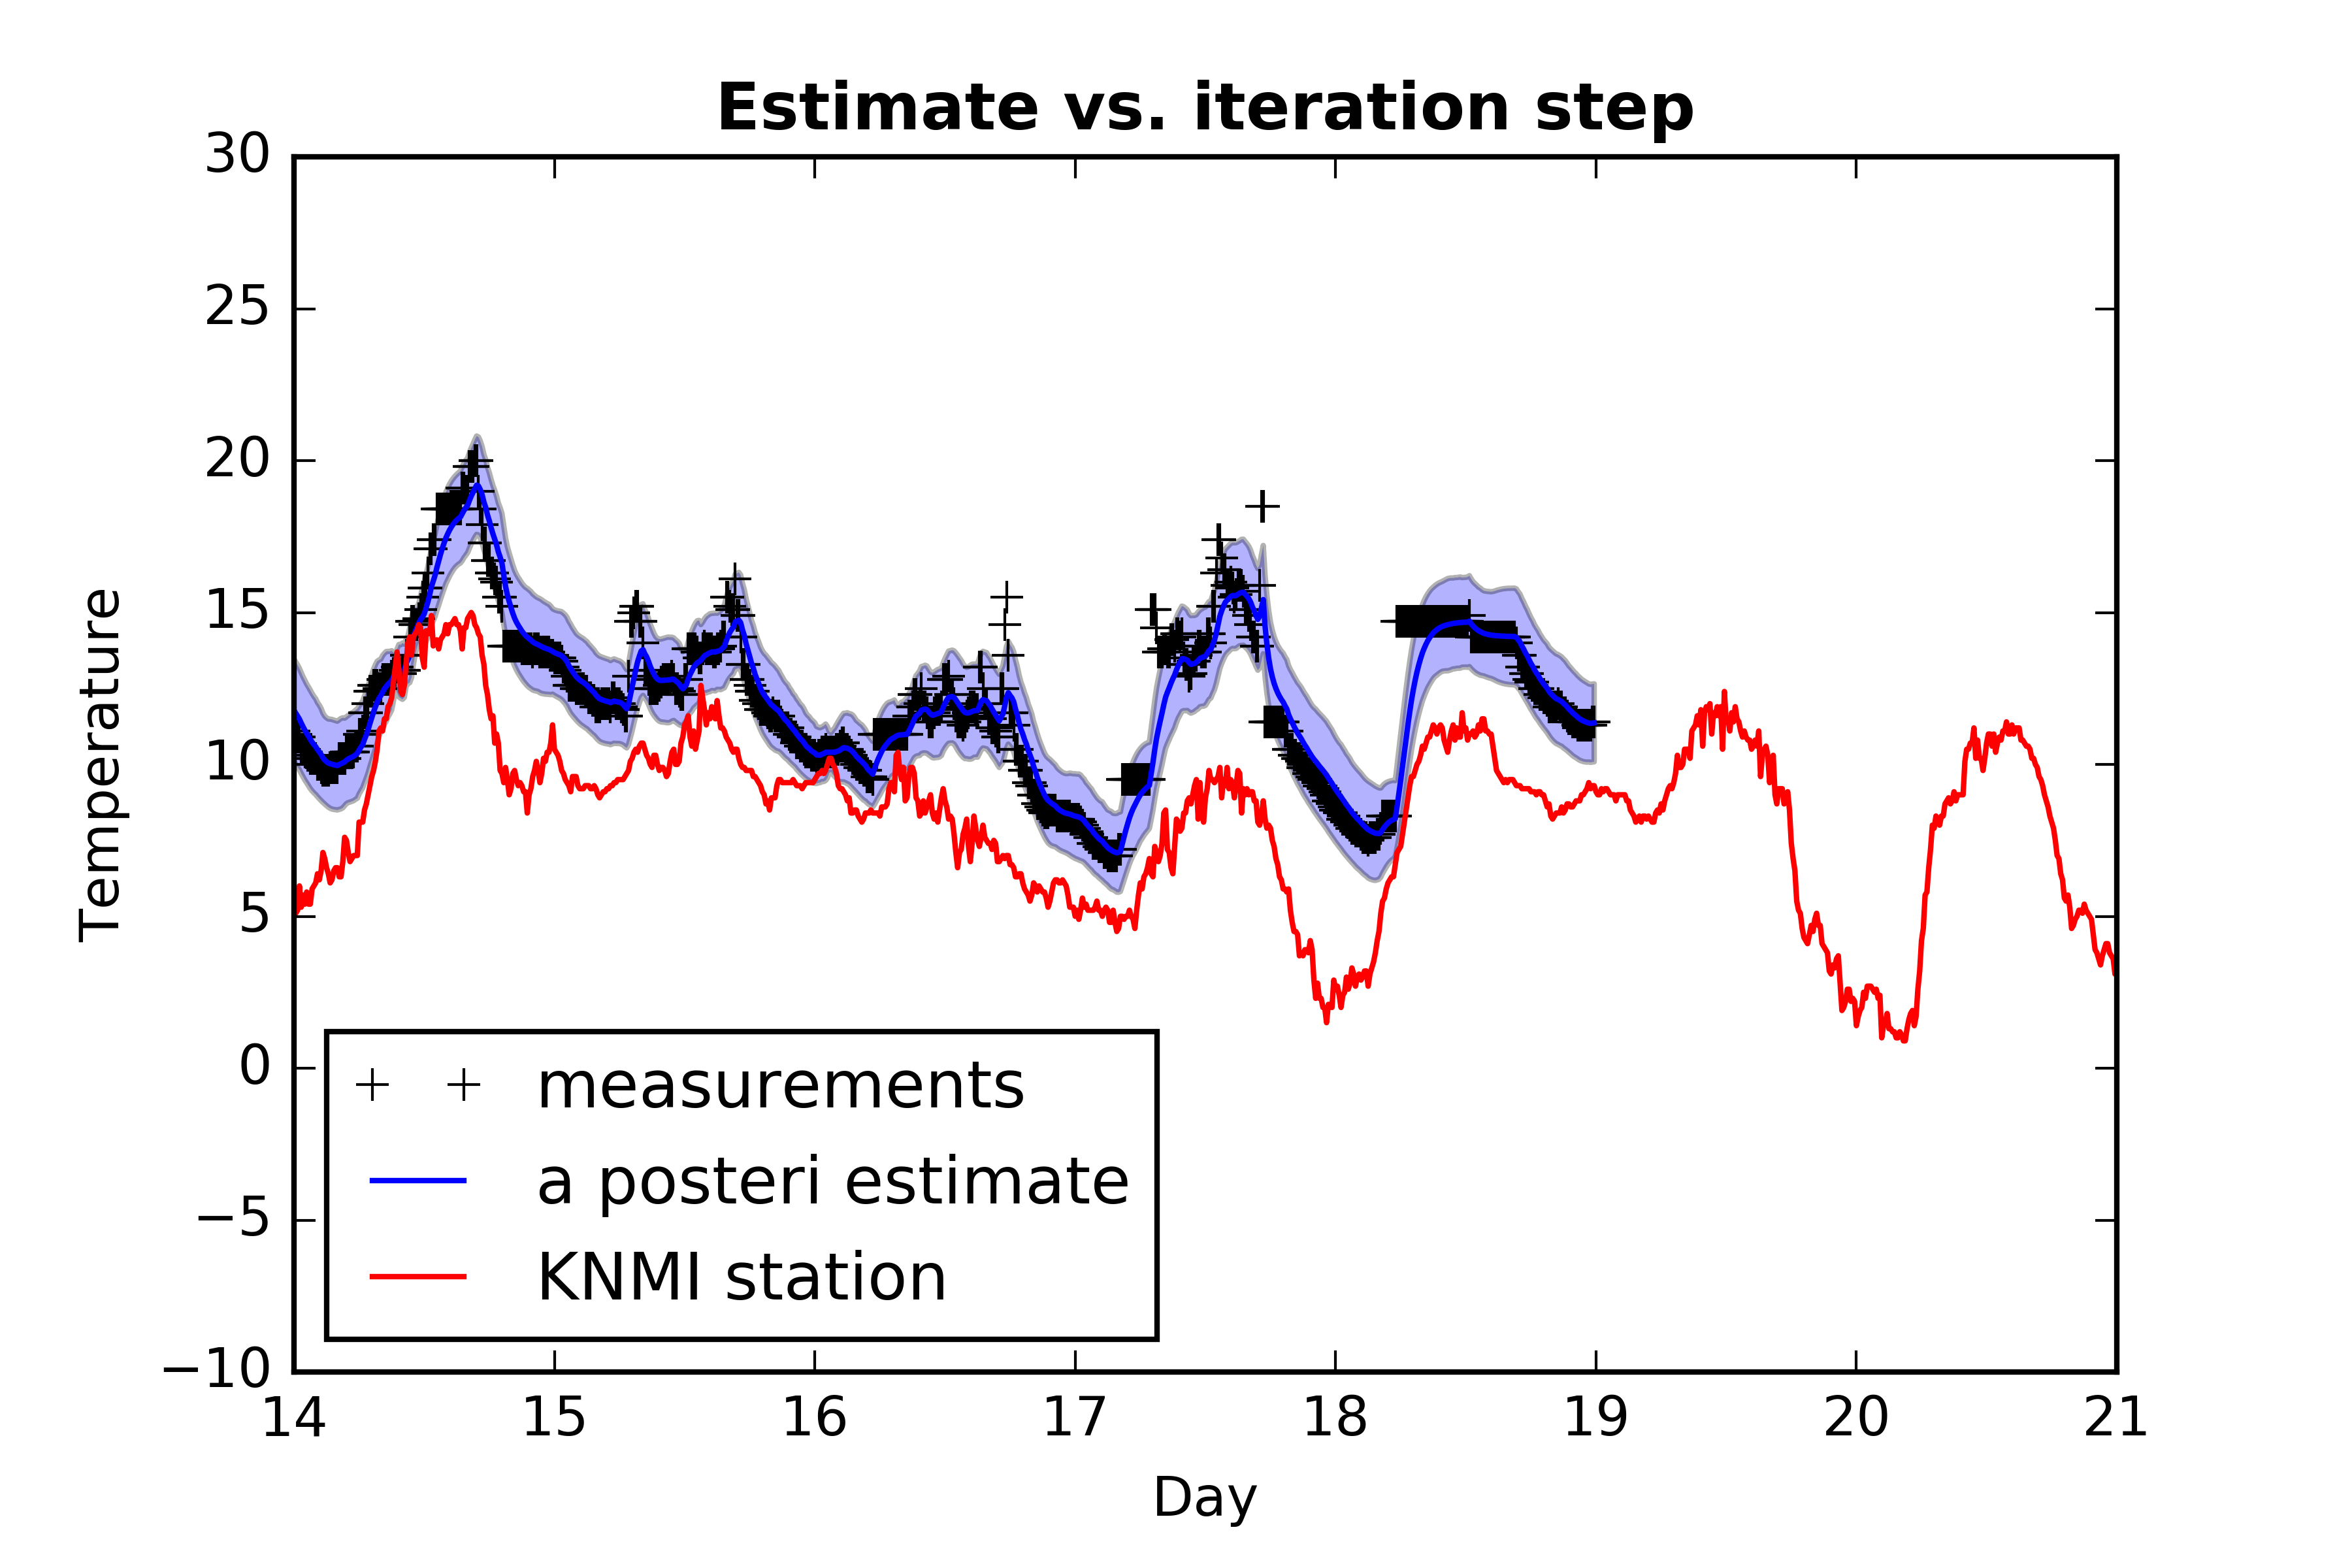 Estimate vs. iteration step
30
25
20
15
10
5
0
−5
−10
Temperature
measurements
a posteri estimate
KNMI station
14 15 16 17 18 19 20 21
Day